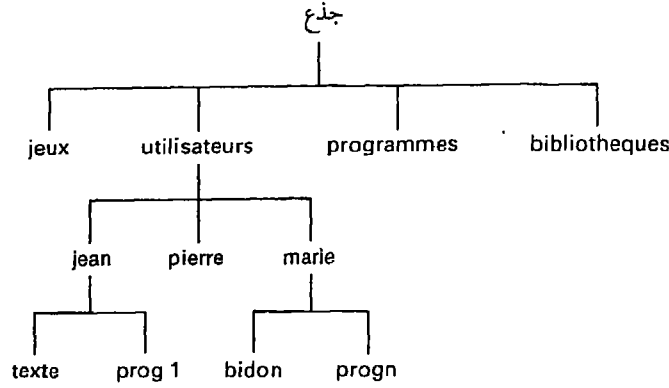 جذع
jeux utilisateurs programmes bibliotheques
jean pierre marie
texte prog 1 bidon progn